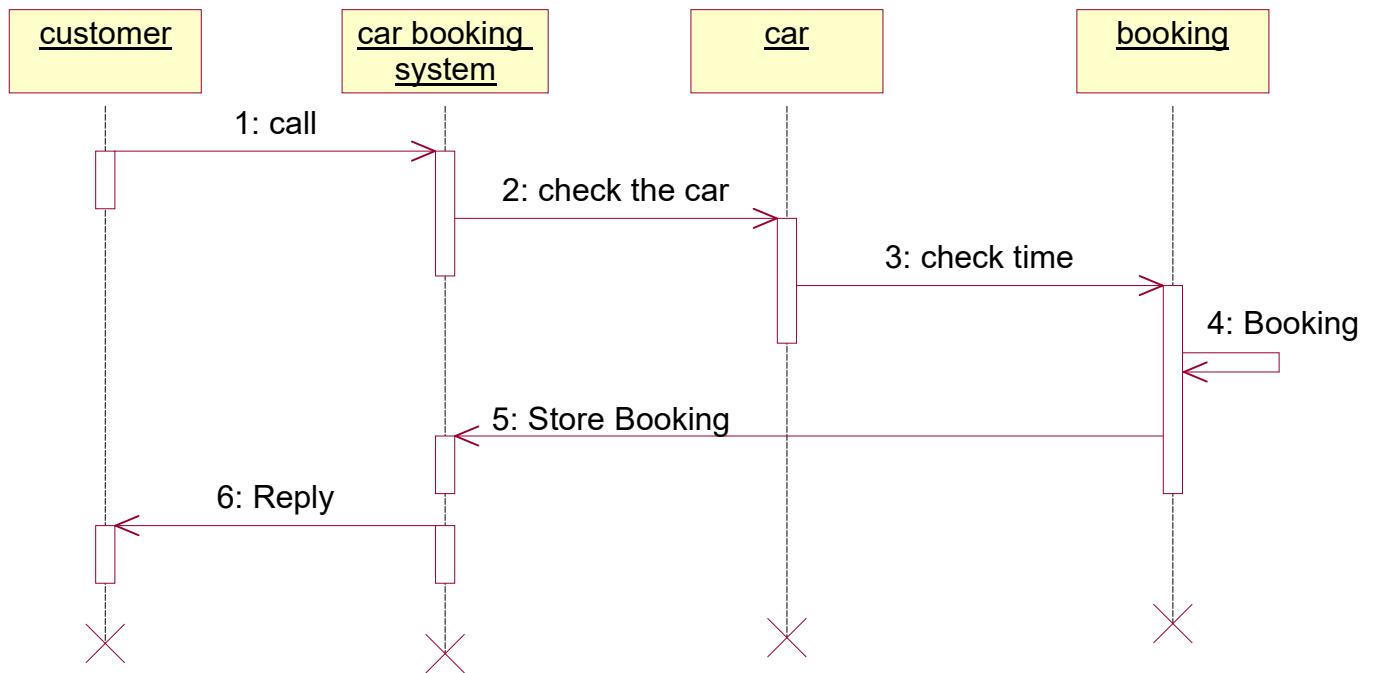 customer
car booking
system
car
booking
1: call
2: check the car
3: check time
4: Booking
5: Store Booking
6: Reply